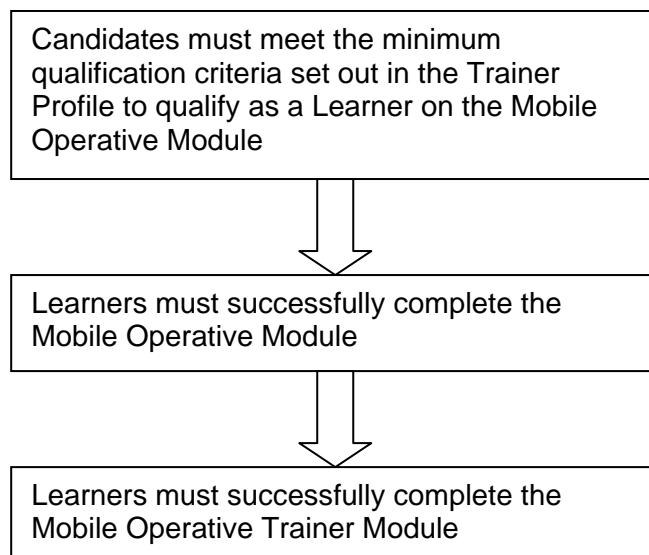 Candidates must meet the minimum
qualification criteria set out in the Trainer
Profile to qualify as a Learner on the Mobile
Operative Module
Learners must successfully complete the
Mobile Operative Module
Learners must successfully complete the
Mobile Operative Trainer Module